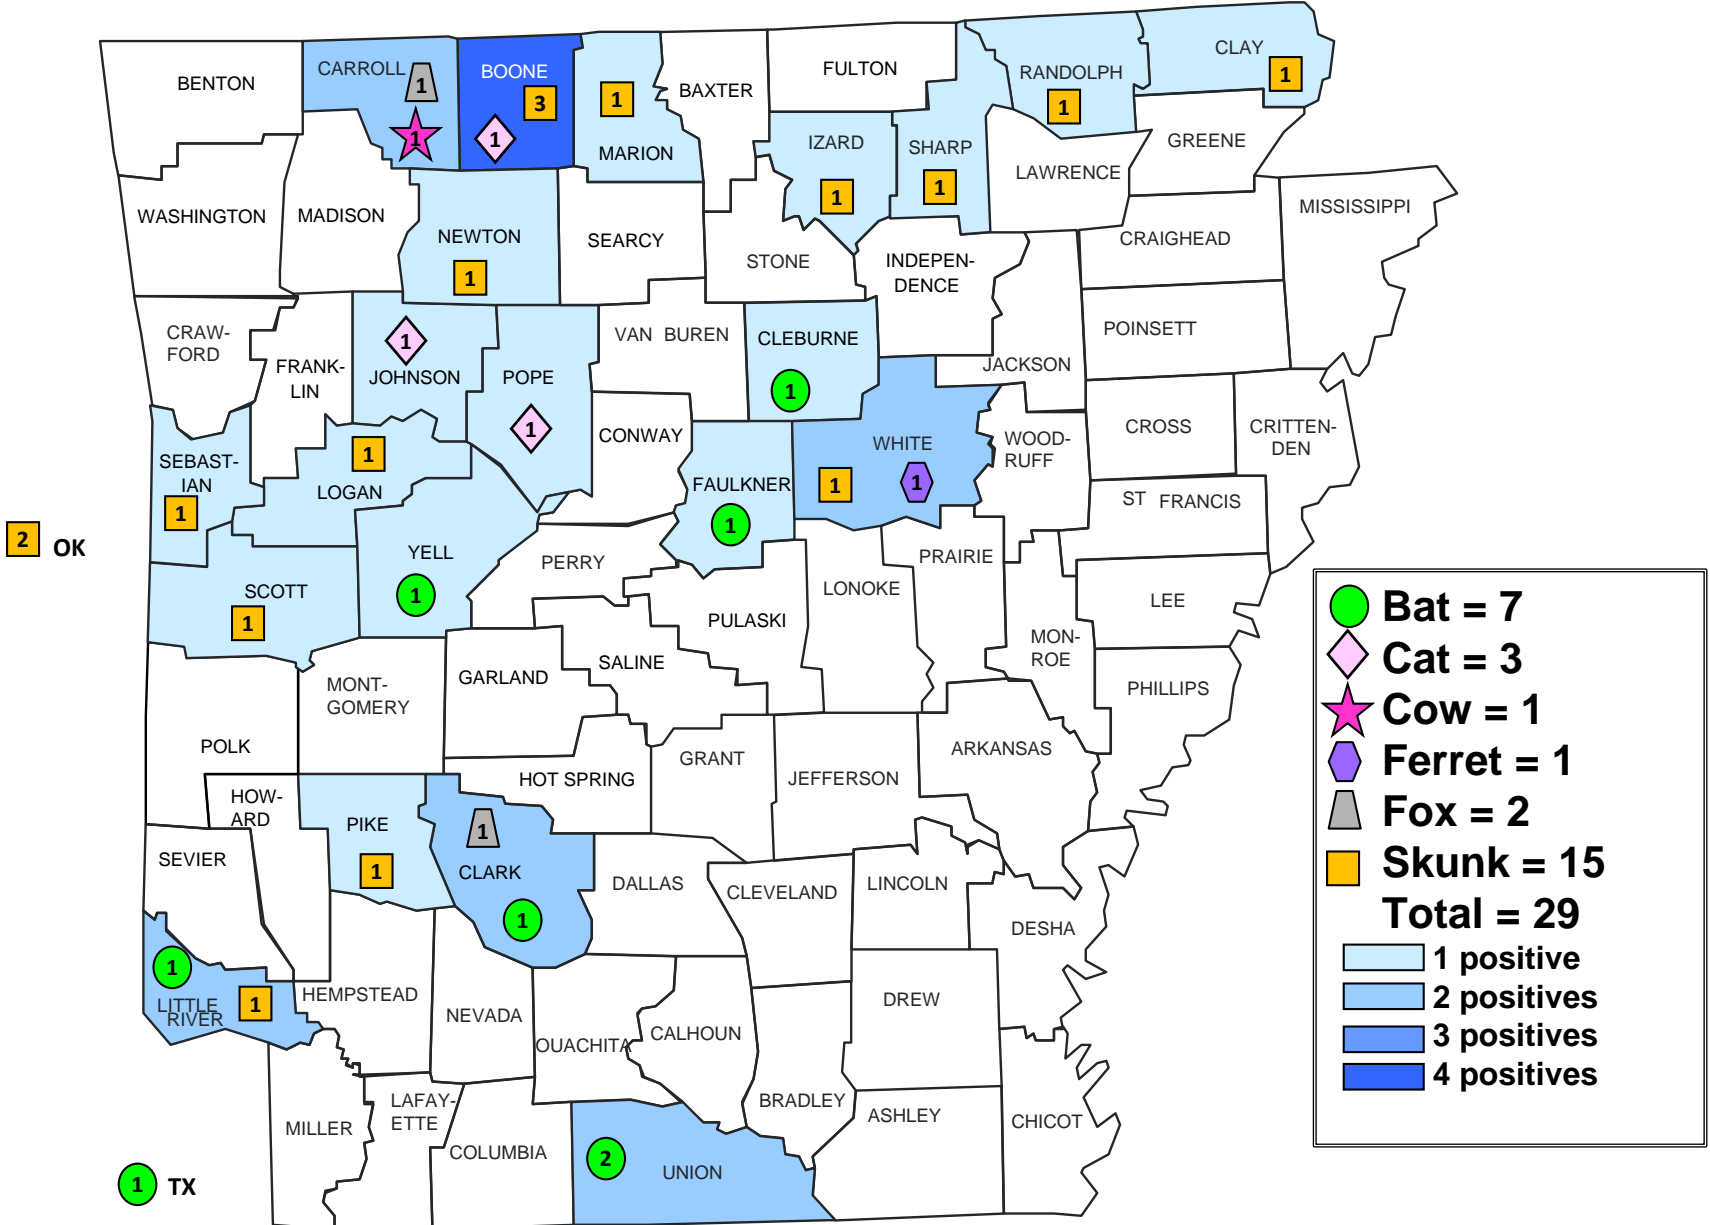 CARROLL
1
1
BOONE
3
1
1
MARION
BENTON
BAXTER
FULTON
RANDOLPH
1
CLAY
1
IZARD
1
SHARP
1
GREENE
LAWRENCE
WASHINGTON
MADISON
NEWTON
1
SEARCY
STONE
INDEPEN-
DENCE
CRAIGHEAD
MISSISSIPPI
CRAW-
FORD
FRANK-
LIN
1
JOHNSON
POPE
1
VAN BUREN
CLEBURNE
1
JACKSON
POINSETT
SEBAST-
IAN
1
1
LOGAN
CONWAY
FAULKNER
1
WHITE
1
1
WOOD-
RUFF
CROSS
CRITTEN-
DEN
ST FRANCIS
2 OK
YELL
1
SCOTT
1
PERRY
PULASKI
LONOKE
PRAIRIE
MON-
ROE
LEE
PHILLIPS
MONT-
GOMERY
GARLAND
SALINE
POLK
HOT SPRING
GRANT
JEFFERSON
ARKANSAS
HOW-
ARD
PIKE
1
1
CLARK
1
SEVIER
DALLAS
CLEVELAND
LINCOLN
DESHA
1
LITTLE
RIVER
1
HEMPSTEAD
NEVADA
OUACHITA
CALHOUN
DREW
BRADLEY
ASHLEY
CHICOT
MILLER
LAFAY-
ETTE
COLUMBIA
2
UNION
1 TX
Bat = 7
Cat = 3
Cow = 1
Ferret = 1
Fox = 2
Skunk = 15
Total = 29
1 positive
2 positives
3 positives
4 positives